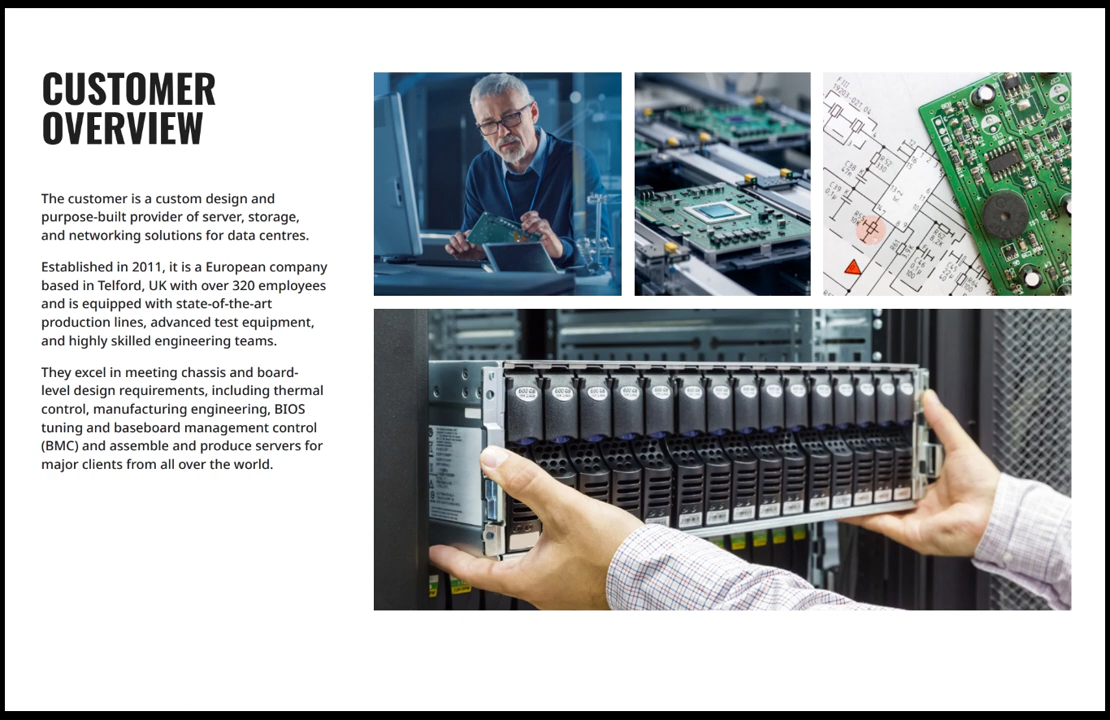 CUSTOMER
OVERVIEW
The customer is a custom design and
purpose-built provider of server, storage,
and networking solutions for data centres.
Established in 2011, it is a European company
based in Telford, UK with over 320 employees
and is equipped with state-of-the-art
production lines, advanced test equipment,
and highly skilled engineering teams.
They excel in meeting chassis and board-
level design requirements, including thermal
control, manufacturing engineering, BIOS
tuning and baseboard management control
(BMC) and assemble and produce servers for
major clients from all over the world.